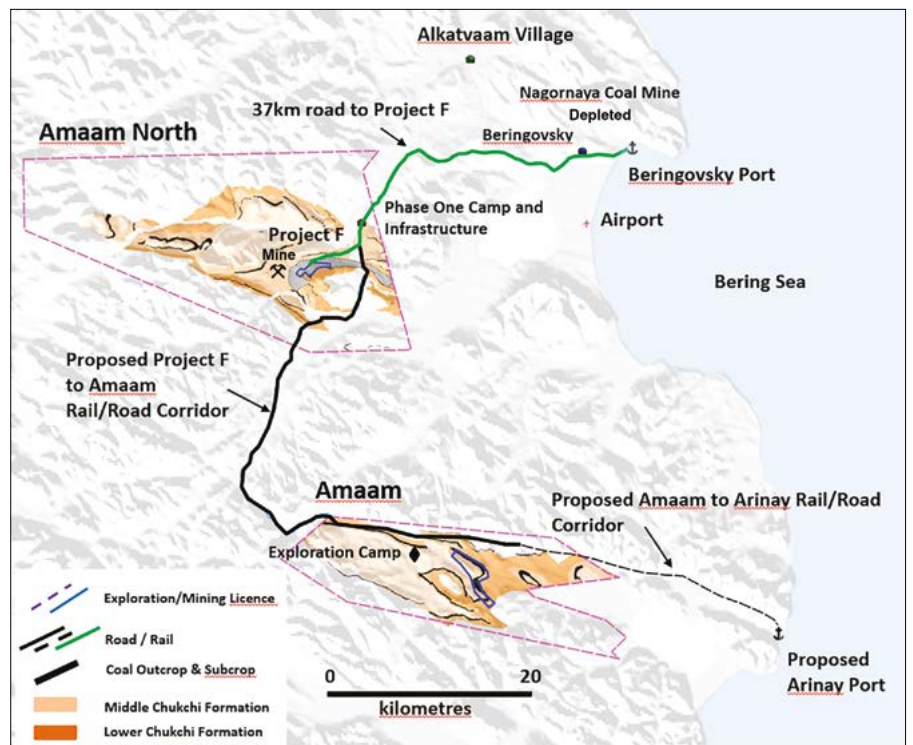 Alkatvaam Village
Nagornaya Coal Mine
Depleted
37km road to Project F
Amaam North
Beringovsky
Beringovsky Port
Phase One Camp and
Infrastructure
Airport
Project F
Mine
Bering Sea
Proposed Project F
to Amaam
Rail/Road Corridor
Amaam
Proposed Amaam to Arinay Rail/Road
Corridor
Exploration Camp
Proposed
Arinay Port
Exploration/Mining Licence
Road / Rail
Coal Outcrop & Subcrop
Middle Chukchi Formation
Lower Chukchi Formation
0 20
kilometres